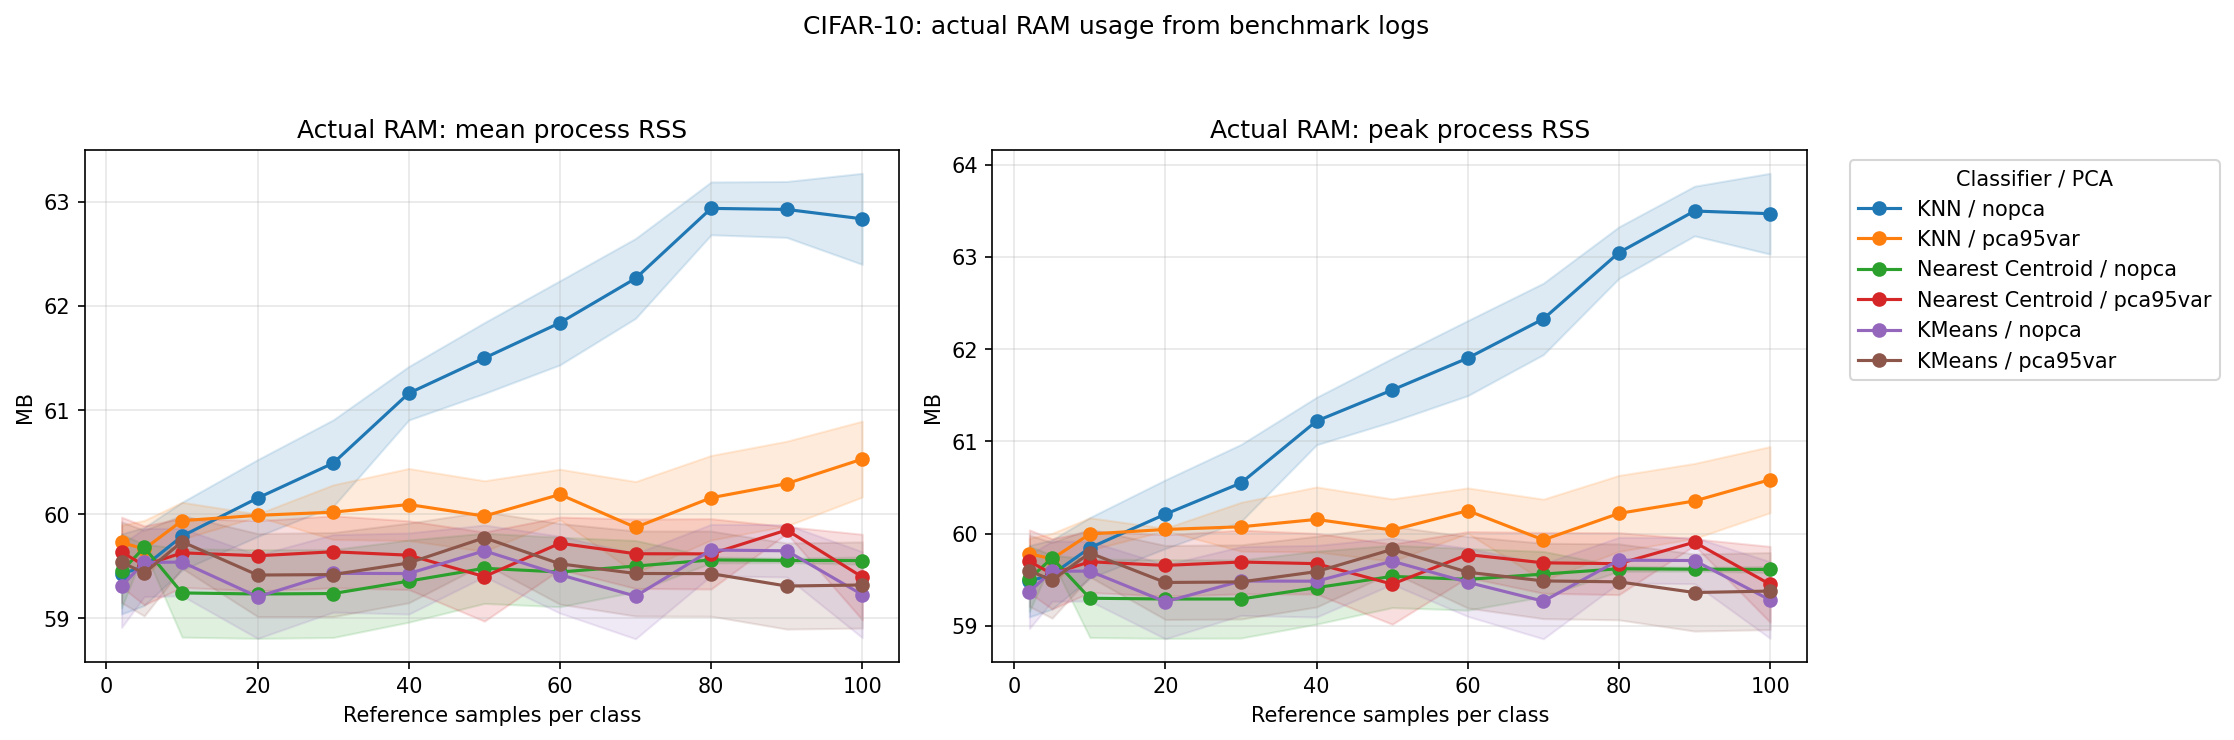 CIFAR-10: actual RAM usage from benchmark logs
Actual RAM: mean process RSS
63
62
61
60
59
MB
0 20 40 60 80 100
Reference samples per class
Actual RAM: peak process RSS
64
63
62
61
60
59
MB
0 20 40 60 80 100
Reference samples per class
Classifier / PCA
KNN / nopca
KNN / pca95var
Nearest Centroid / nopca
Nearest Centroid / pca95var
KMeans / nopca
KMeans / pca95var